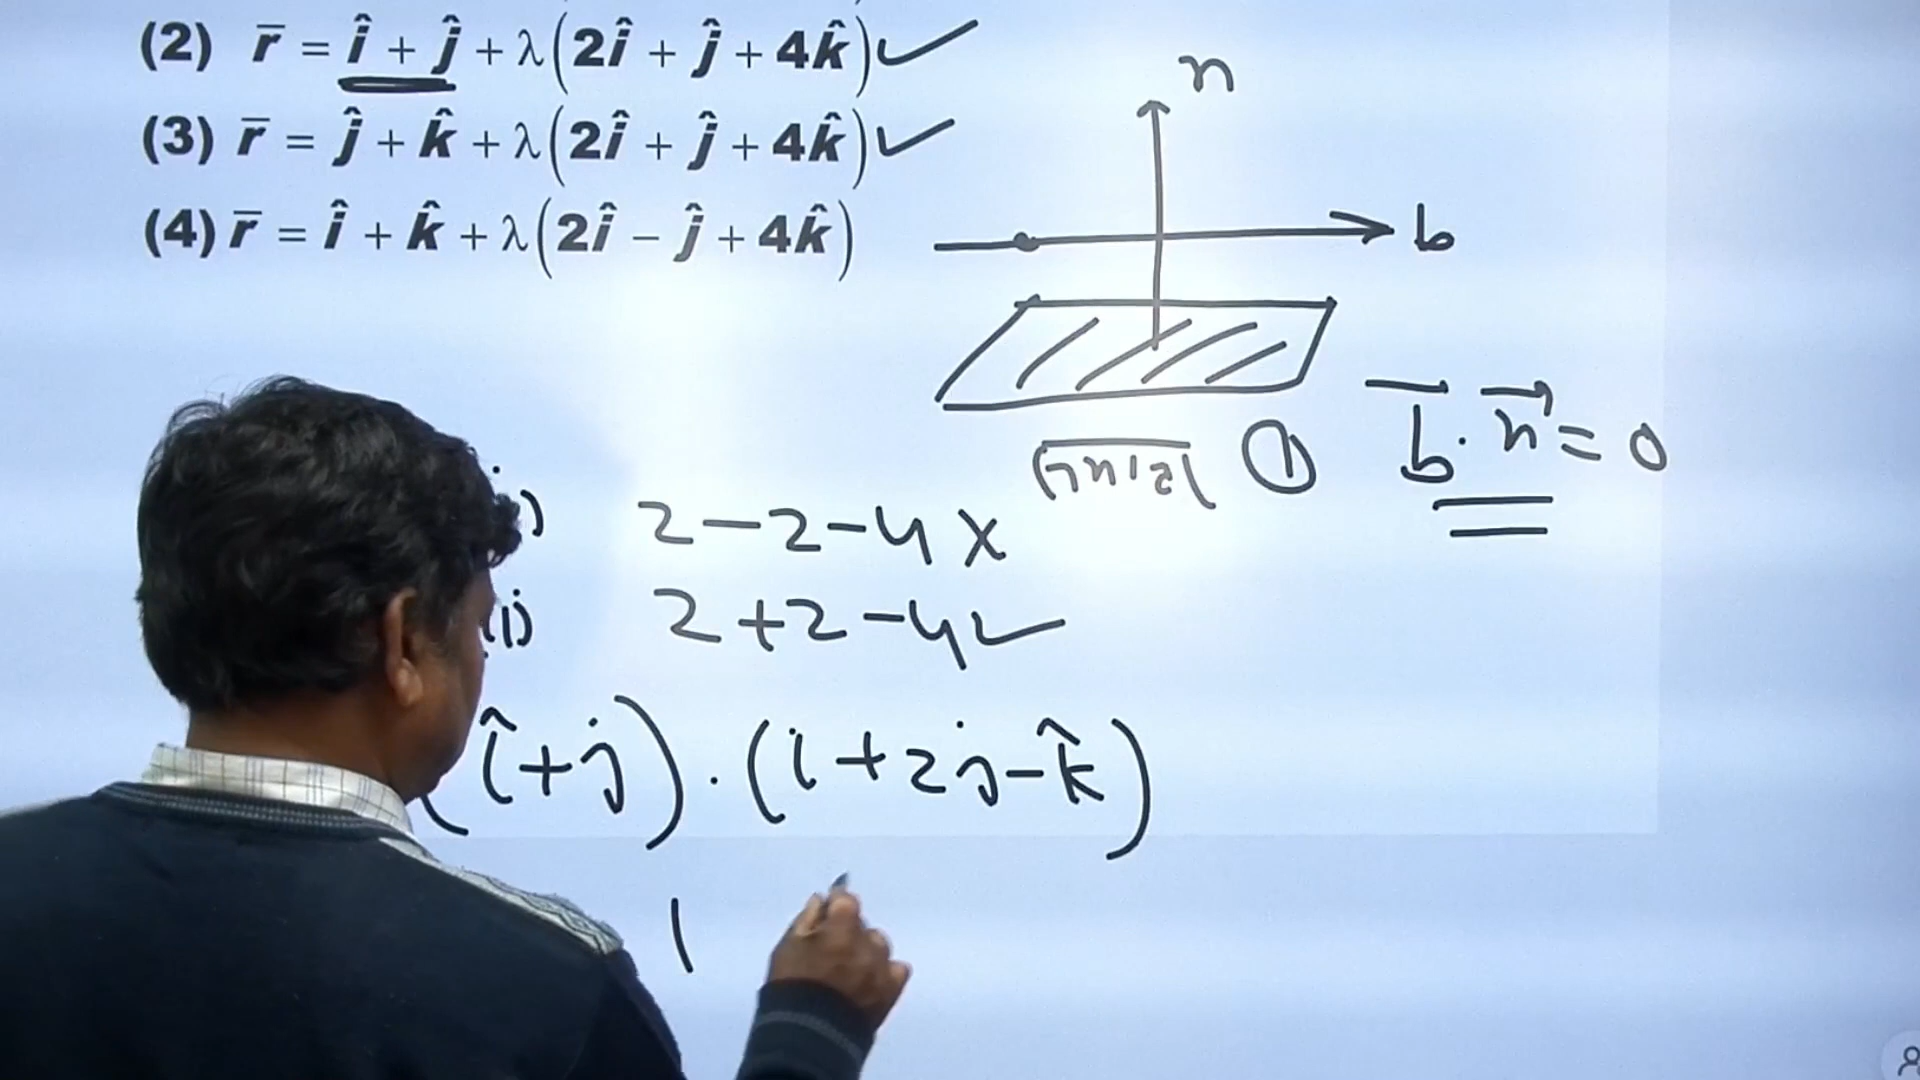 (2) r̅ = î + ĵ + λ(2î + ĵ + 4k̂) ✓
(3) r̅ = ĵ + k̂ + λ(2î + ĵ + 4k̂) ✓
(4) r̅ = î + k̂ + λ(2î − ĵ + 4k̂)
n
b
① b⃗ · n⃗ = 0
2 − 2 − 4 ×
i) 2 + 2 − 4 ✓
(î + j) · (i + 2j − k̂)
1